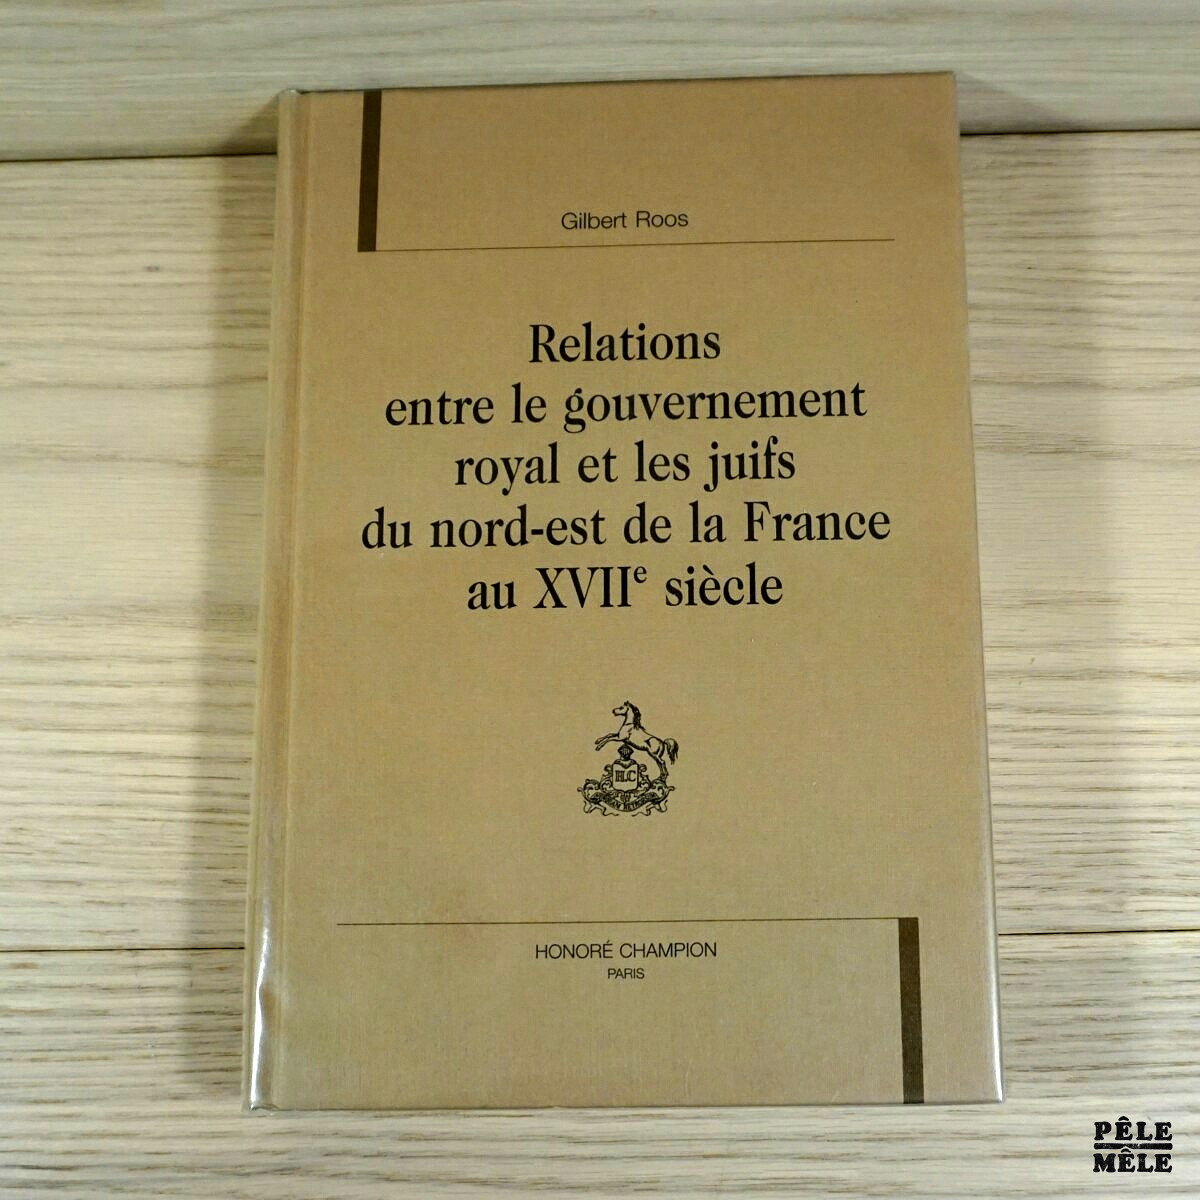 Gilbert Roos
Relations
entre le gouvernement
royal et les juifs
du nord-est de la France
au XVIIe siècle
H.C
HONORÉ CHAMPION
PARIS
PÊLE
MÊLE